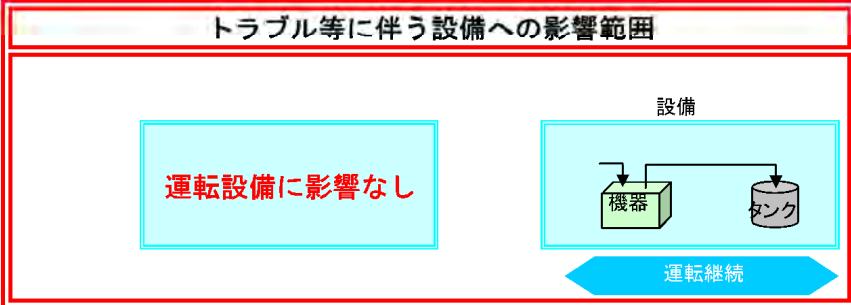 トラブル等に伴う設備への影響範囲
設備
運転設備に影響なし
機器
タンク
運転継続